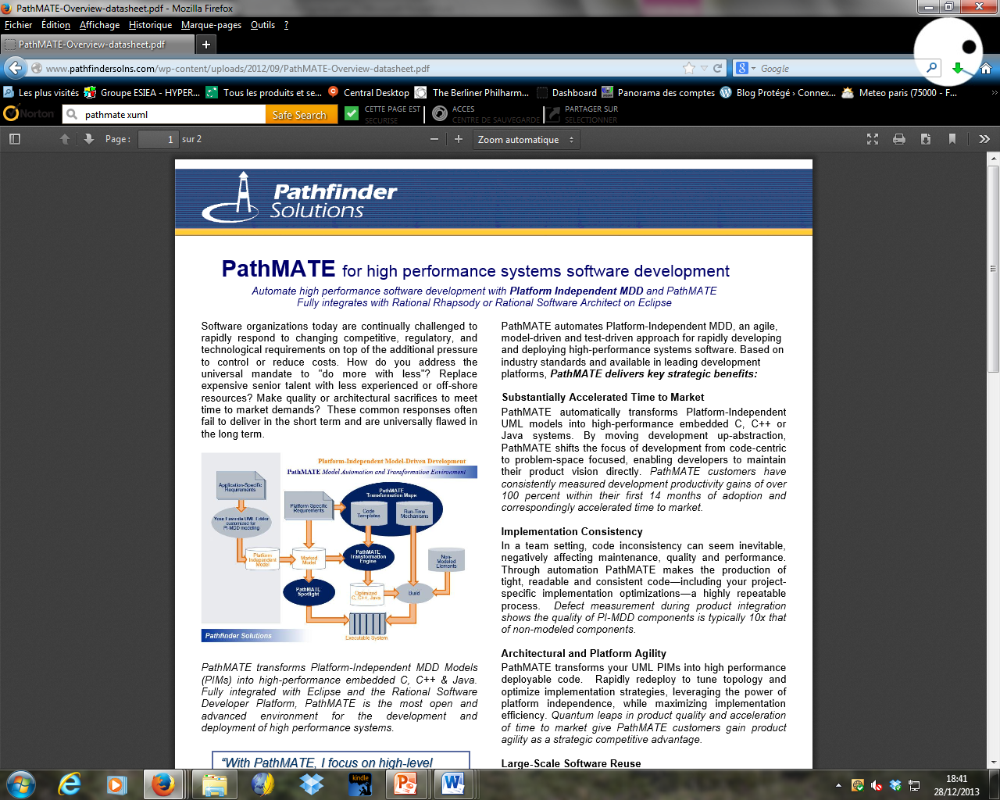 PathMATE-Overview-datasheet.pdf - Mozilla Firefox
Fichier Édition Affichage Historique Marque-pages Outils ?
PathMATE-Overview-datasheet.pdf +
www.pathfindersolns.com/wp-content/uploads/2012/09/PathMATE-Overview-datasheet.pdf
Google
Les plus visités Groupe ESIEA - HYPER... Tous les produits et se... Central Desktop The Berliner Philharm... Dashboard Panorama des comptes Blog Protégé › Connex... Meteo paris (75000 - F...
Norton pathmate xuml Safe Search
CETTE PAGE EST
SECURISE
ACCES
CENTRE DE SAUVEGARDE
PARTAGER SUR
SELECTIONNER
Page : 1 sur 2
Zoom automatique
Pathfinder
Solutions
PathMATE for high performance systems software development
Automate high performance software development with Platform Independent MDD and PathMATE
Fully integrates with Rational Rhapsody or Rational Software Architect on Eclipse
Software organizations today are continually challenged to
rapidly respond to changing competitive, regulatory, and
technological requirements on top of the additional pressure
to control or reduce costs. How do you address the
universal mandate to "do more with less"? Replace
expensive senior talent with less experienced or off-shore
resources? Make quality or architectural sacrifices to meet
time to market demands? These common responses often
fail to deliver in the short term and are universally flawed in
the long term.
Platform-Independent Model-Driven Development
PathMATE Model Automation and Transformation Environment
Application-Specific
Requirements
Your Favorite UML Editor
customized for
PI-MDD modeling
Platform
Independent
Model
Platform-Specific
Requirements
Marked
Model
PathMATE
Spotlight
PathMATE
Transformation Maps
Code
Templates
Run-Time
Mechanisms
PathMATE
Transformation
Engine
Non-
Modeled
Elements
Optimized
C, C++, Java
Build
Executable System
Pathfinder Solutions
PathMATE transforms Platform-Independent MDD Models
(PIMs) into high-performance embedded C, C++ & Java.
Fully integrated with Eclipse and the Rational Software
Developer Platform, PathMATE is the most open and
advanced environment for the development and
deployment of high performance systems.
“With PathMATE, I focus on high-level
PathMATE automates Platform-Independent MDD, an agile,
model-driven and test-driven approach for rapidly developing
and deploying high-performance systems software. Based on
industry standards and available in leading development
platforms, PathMATE delivers key strategic benefits:
Substantially Accelerated Time to Market
PathMATE automatically transforms Platform-Independent
UML models into high-performance embedded C, C++ or
Java systems. By moving development up-abstraction,
PathMATE shifts the focus of development from code-centric
to problem-space focused, enabling developers to maintain
their product vision directly. PathMATE customers have
consistently measured development productivity gains of over
100 percent within their first 14 months of adoption and
correspondingly accelerated time to market.
Implementation Consistency
In a team setting, code inconsistency can seem inevitable,
negatively affecting maintenance, quality and performance.
Through automation PathMATE makes the production of
tight, readable and consistent code—including your project-
specific implementation optimizations—a highly repeatable
process. Defect measurement during product integration
shows the quality of PI-MDD components is typically 10x that
of non-modeled components.
Architectural and Platform Agility
PathMATE transforms your UML PIMs into high performance
deployable code. Rapidly redeploy to tune topology and
optimize implementation strategies, leveraging the power of
platform independence, while maximizing implementation
efficiency. Quantum leaps in product quality and acceleration
of time to market give PathMATE customers gain product
agility as a strategic competitive advantage.
Large-Scale Software Reuse
kindle
18:41
28/12/2013